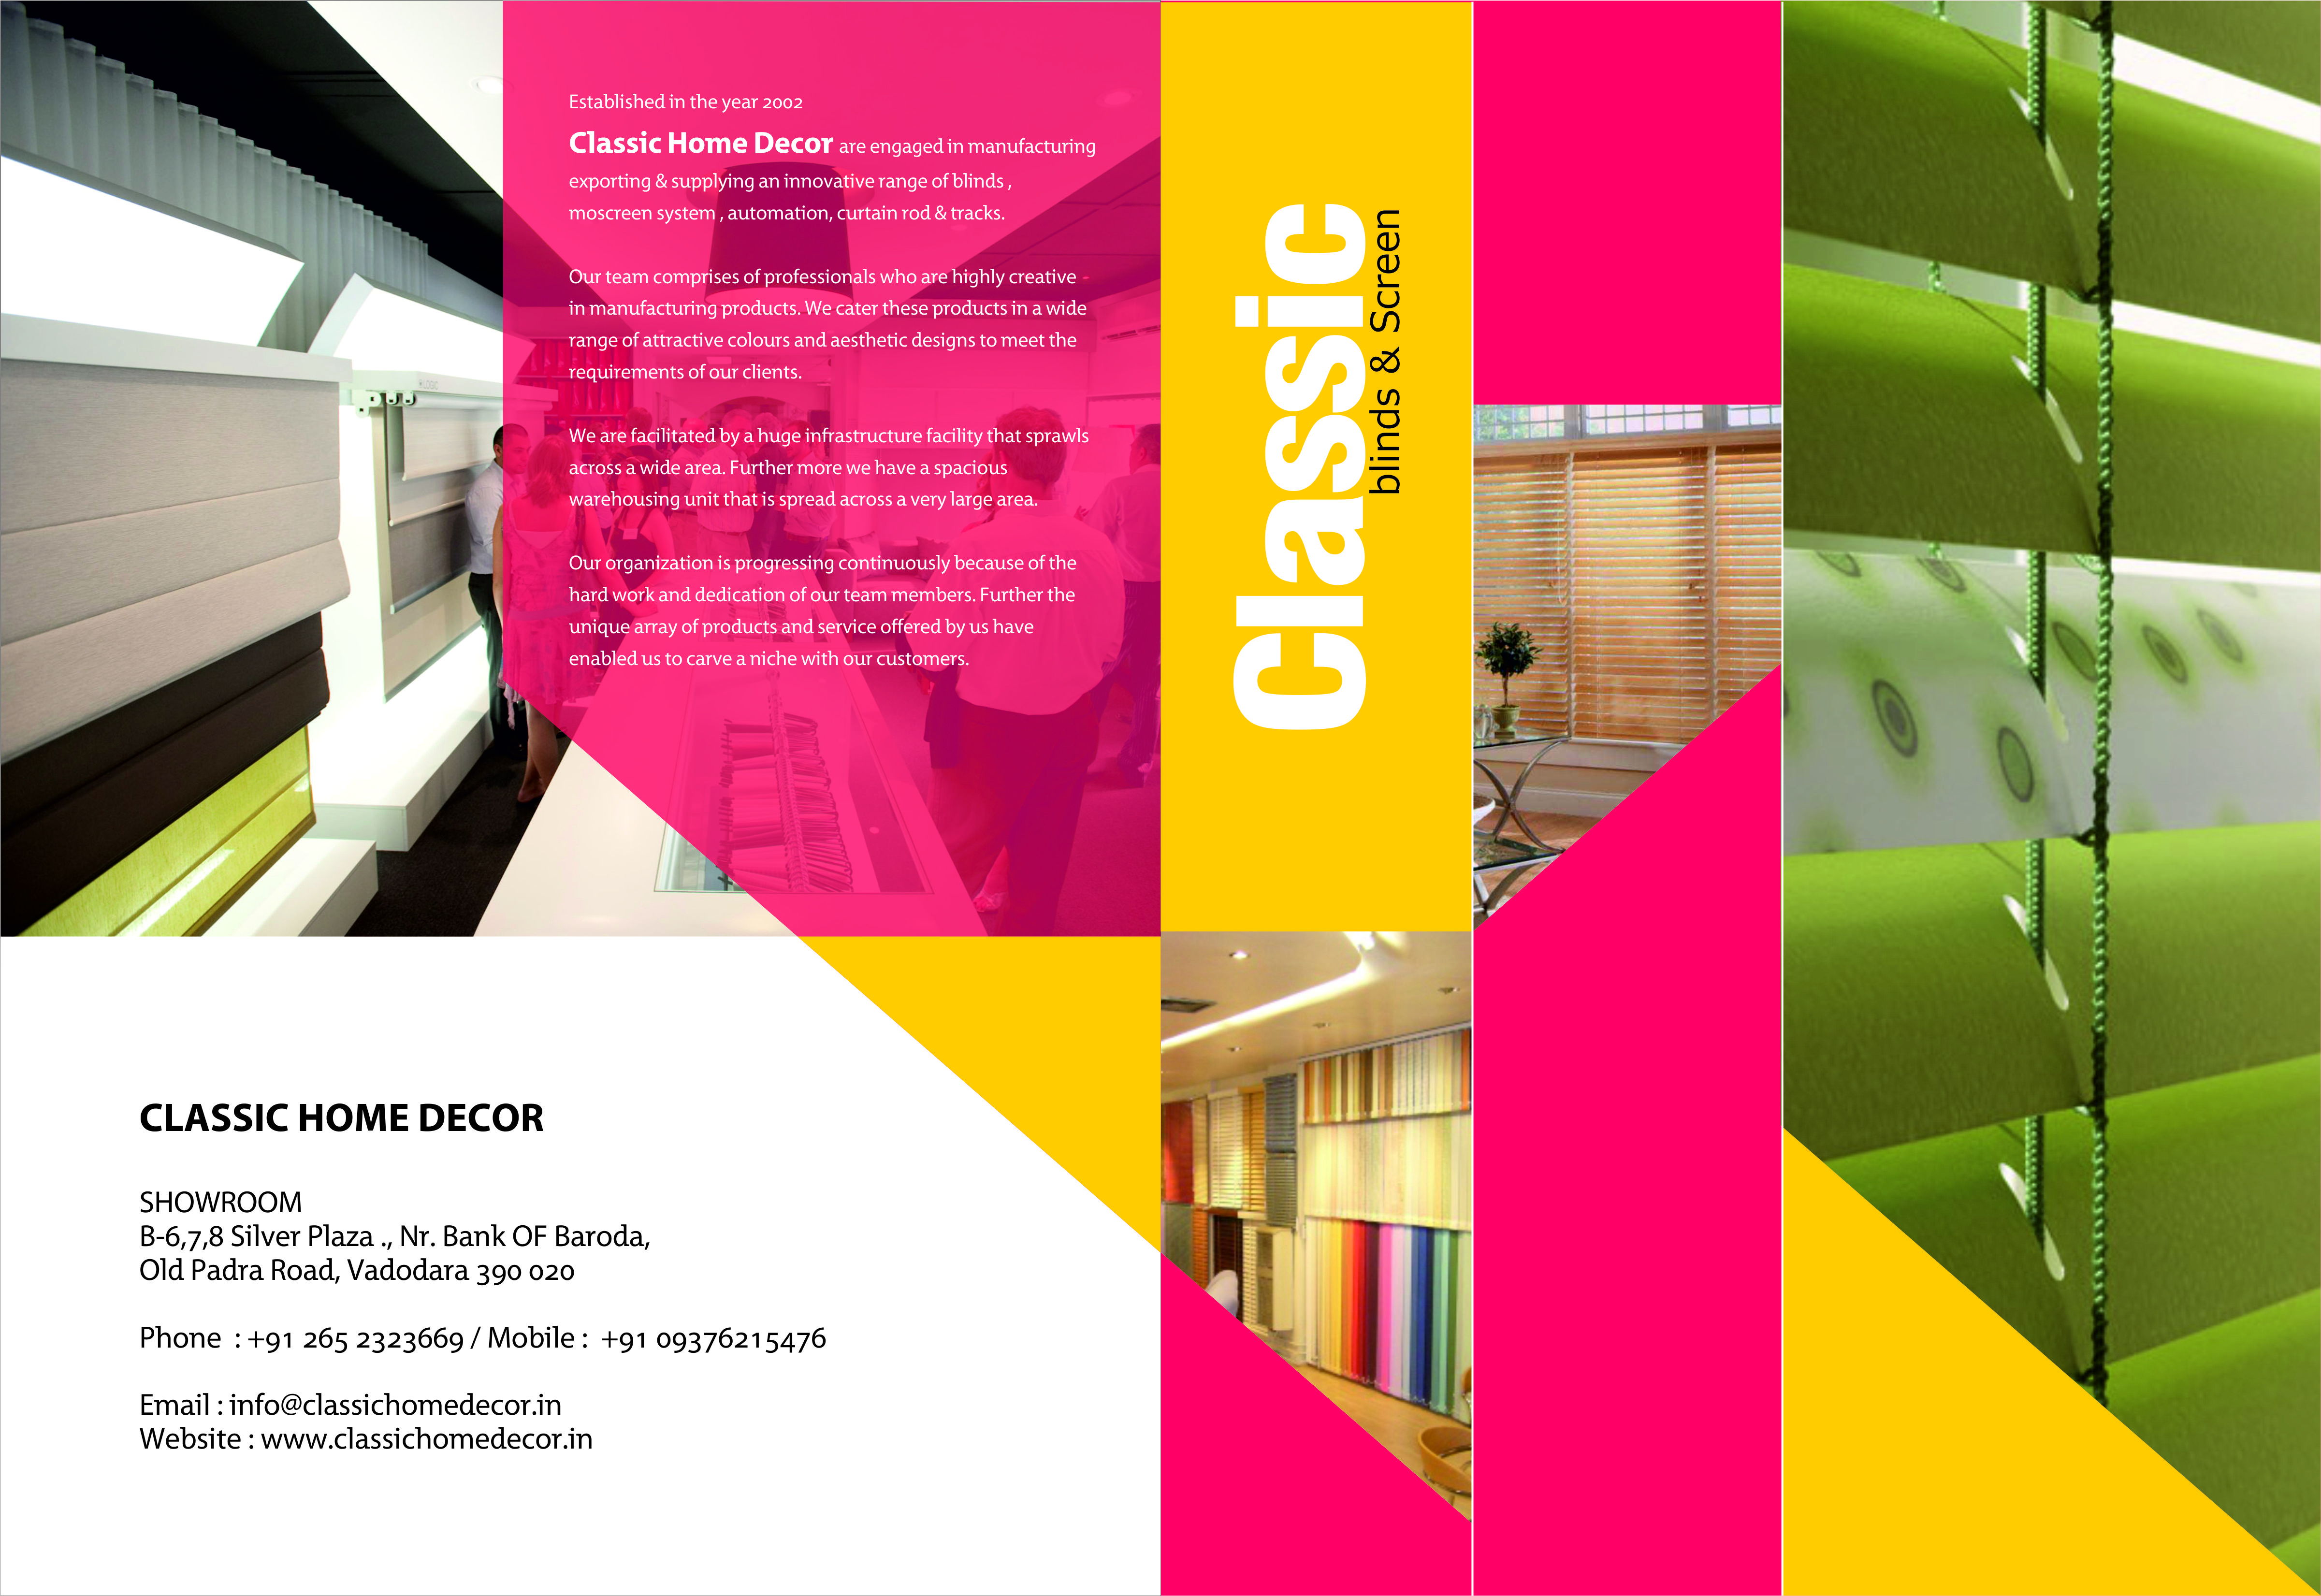 Established in the year 2002
Classic Home Decor are engaged in manufacturing
exporting & supplying an innovative range of blinds ,
moscreen system , automation, curtain rod & tracks.
Our team comprises of professionals who are highly creative -
in manufacturing products. We cater these products in a wide
range of attractive colours and aesthetic designs to meet the
requirements of our clients.
We are facilitated by a huge infrastructure facility that sprawls
across a wide area. Further more we have a spacious
warehousing unit that is spread across a very large area.
Our organization is progressing continuously because of the
hard work and dedication of our team members. Further the
unique array of products and service offered by us have
enabled us to carve a niche with our customers.
Classic
blinds & Screen
CLASSIC HOME DECOR
SHOWROOM
B-6,7,8 Silver Plaza ., Nr. Bank OF Baroda,
Old Padra Road, Vadodara 390 020
Phone : +91 265 2323669 / Mobile : +91 09376215476
Email : info@classichomedecor.in
Website : www.classichomedecor.in